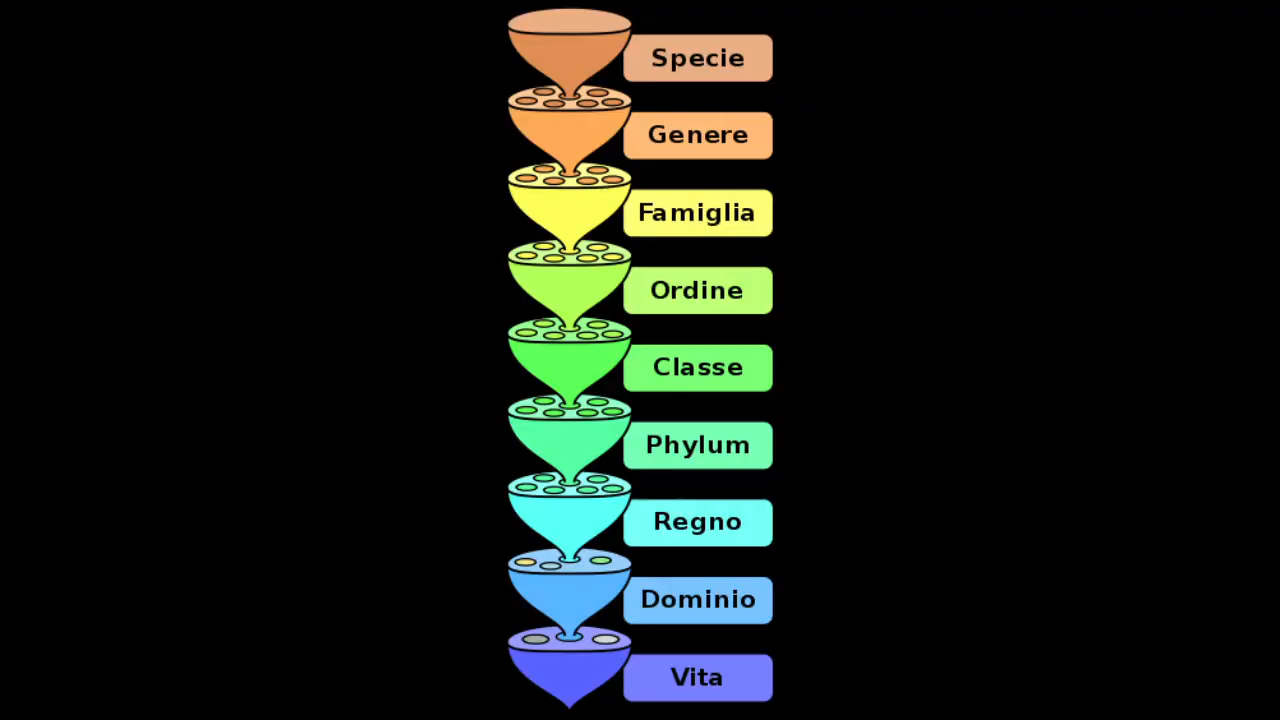 Specie
Genere
Famiglia
Ordine
Classe
Phylum
Regno
Dominio
Vita